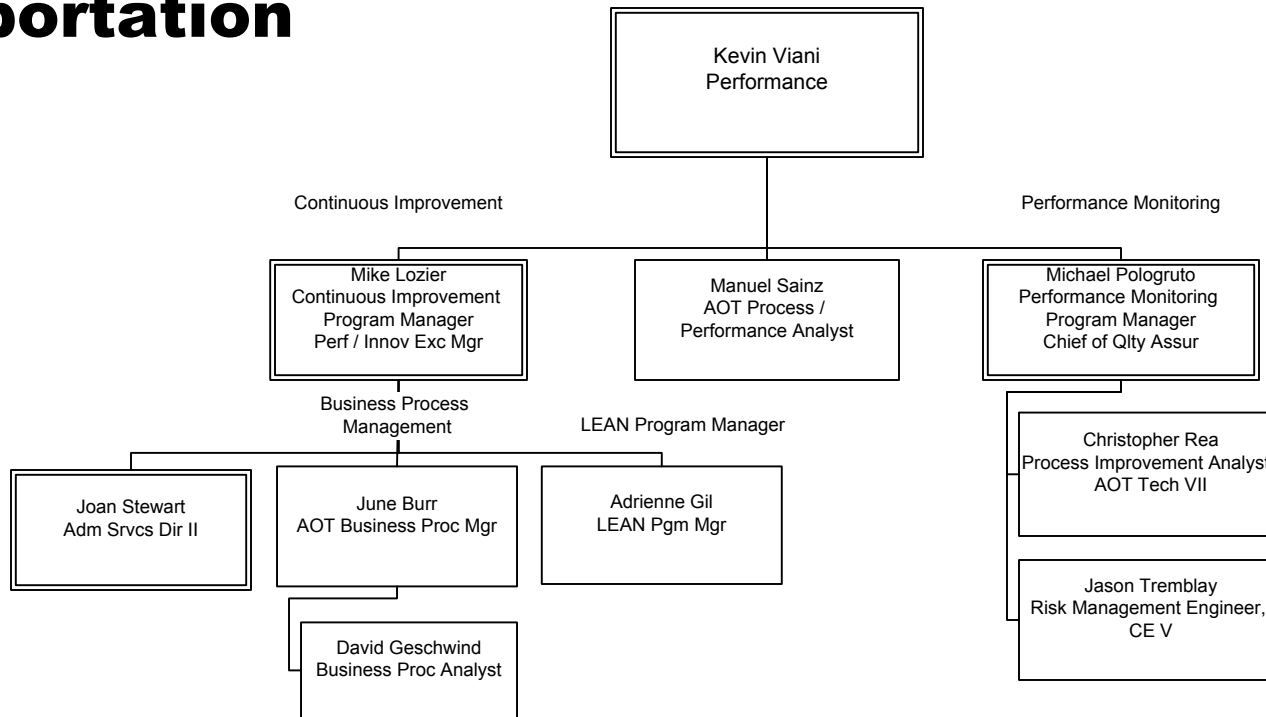 portation
Kevin Viani
Performance
Continuous Improvement
Performance Monitoring
Mike Lozier
Continuous Improvement
Program Manager
Perf / Innov Exc Mgr
Manuel Sainz
AOT Process /
Performance Analyst
Michael Pologruto
Performance Monitoring
Program Manager
Chief of Qlty Assur
Business Process
Management
LEAN Program Manager
Joan Stewart
Adm Srvcs Dir II
June Burr
AOT Business Proc Mgr
Adrienne Gil
LEAN Pgm Mgr
Christopher Rea
Process Improvement Analyst
AOT Tech VII
David Geschwind
Business Proc Analyst
Jason Tremblay
Risk Management Engineer,
CE V